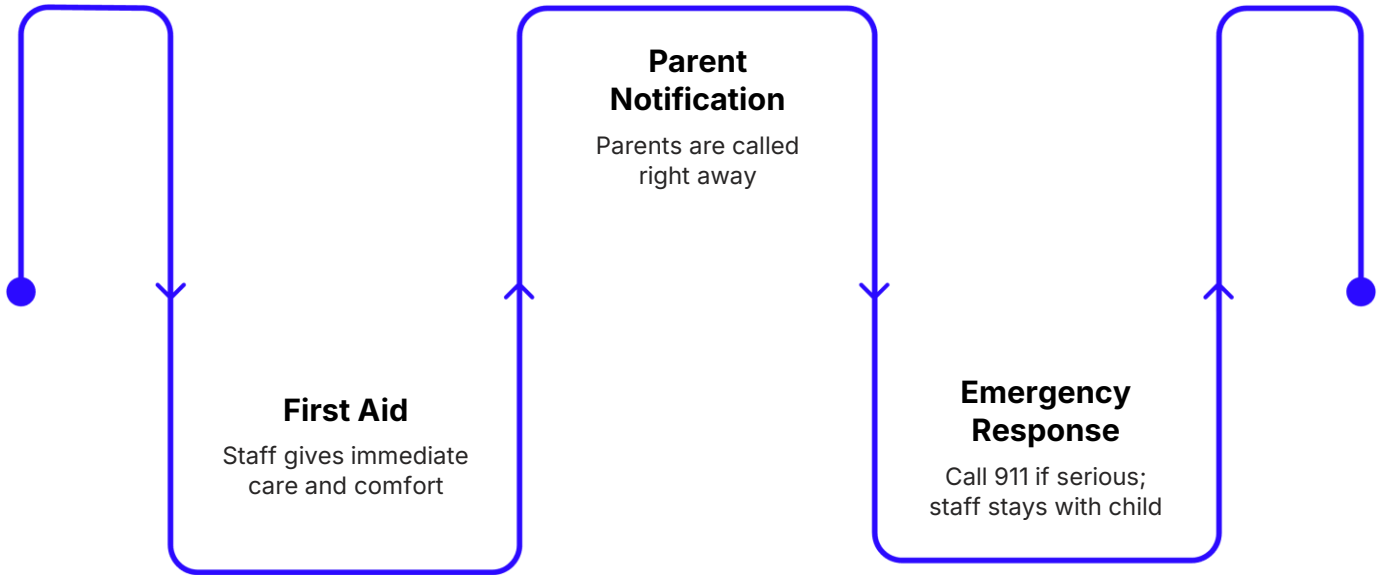 First Aid
Staff gives immediate
care and comfort
Parent
Notification
Parents are called
right away
Emergency
Response
Call 911 if serious;
staff stays with child